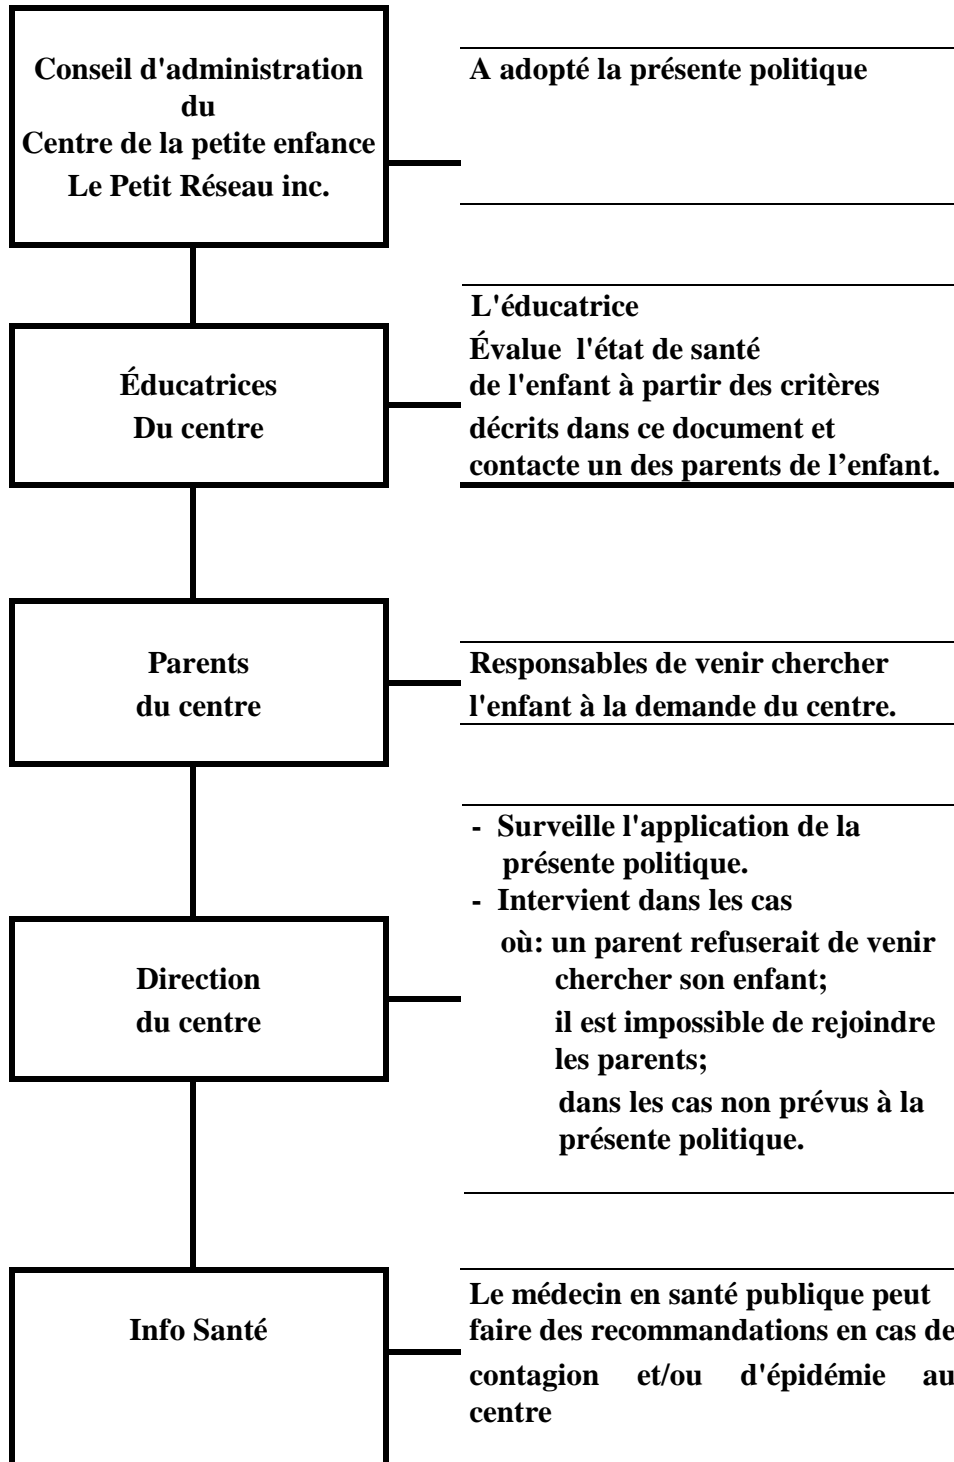 Conseil d'administration
du
Centre de la petite enfance
Le Petit Réseau inc.
A adopté la présente politique
Éducatrices
Du centre
L'éducatrice
Évalue l'état de santé
de l'enfant à partir des critères
décrits dans ce document et
contacte un des parents de l’enfant.
Parents
du centre
Responsables de venir chercher
l'enfant à la demande du centre.
Direction
du centre
- Surveille l'application de la
présente politique.
- Intervient dans les cas
où: un parent refuserait de venir
chercher son enfant;
il est impossible de rejoindre
les parents;
dans les cas non prévus à la
présente politique.
Info Santé
Le médecin en santé publique peut
faire des recommandations en cas de
contagion et/ou d'épidémie au
centre